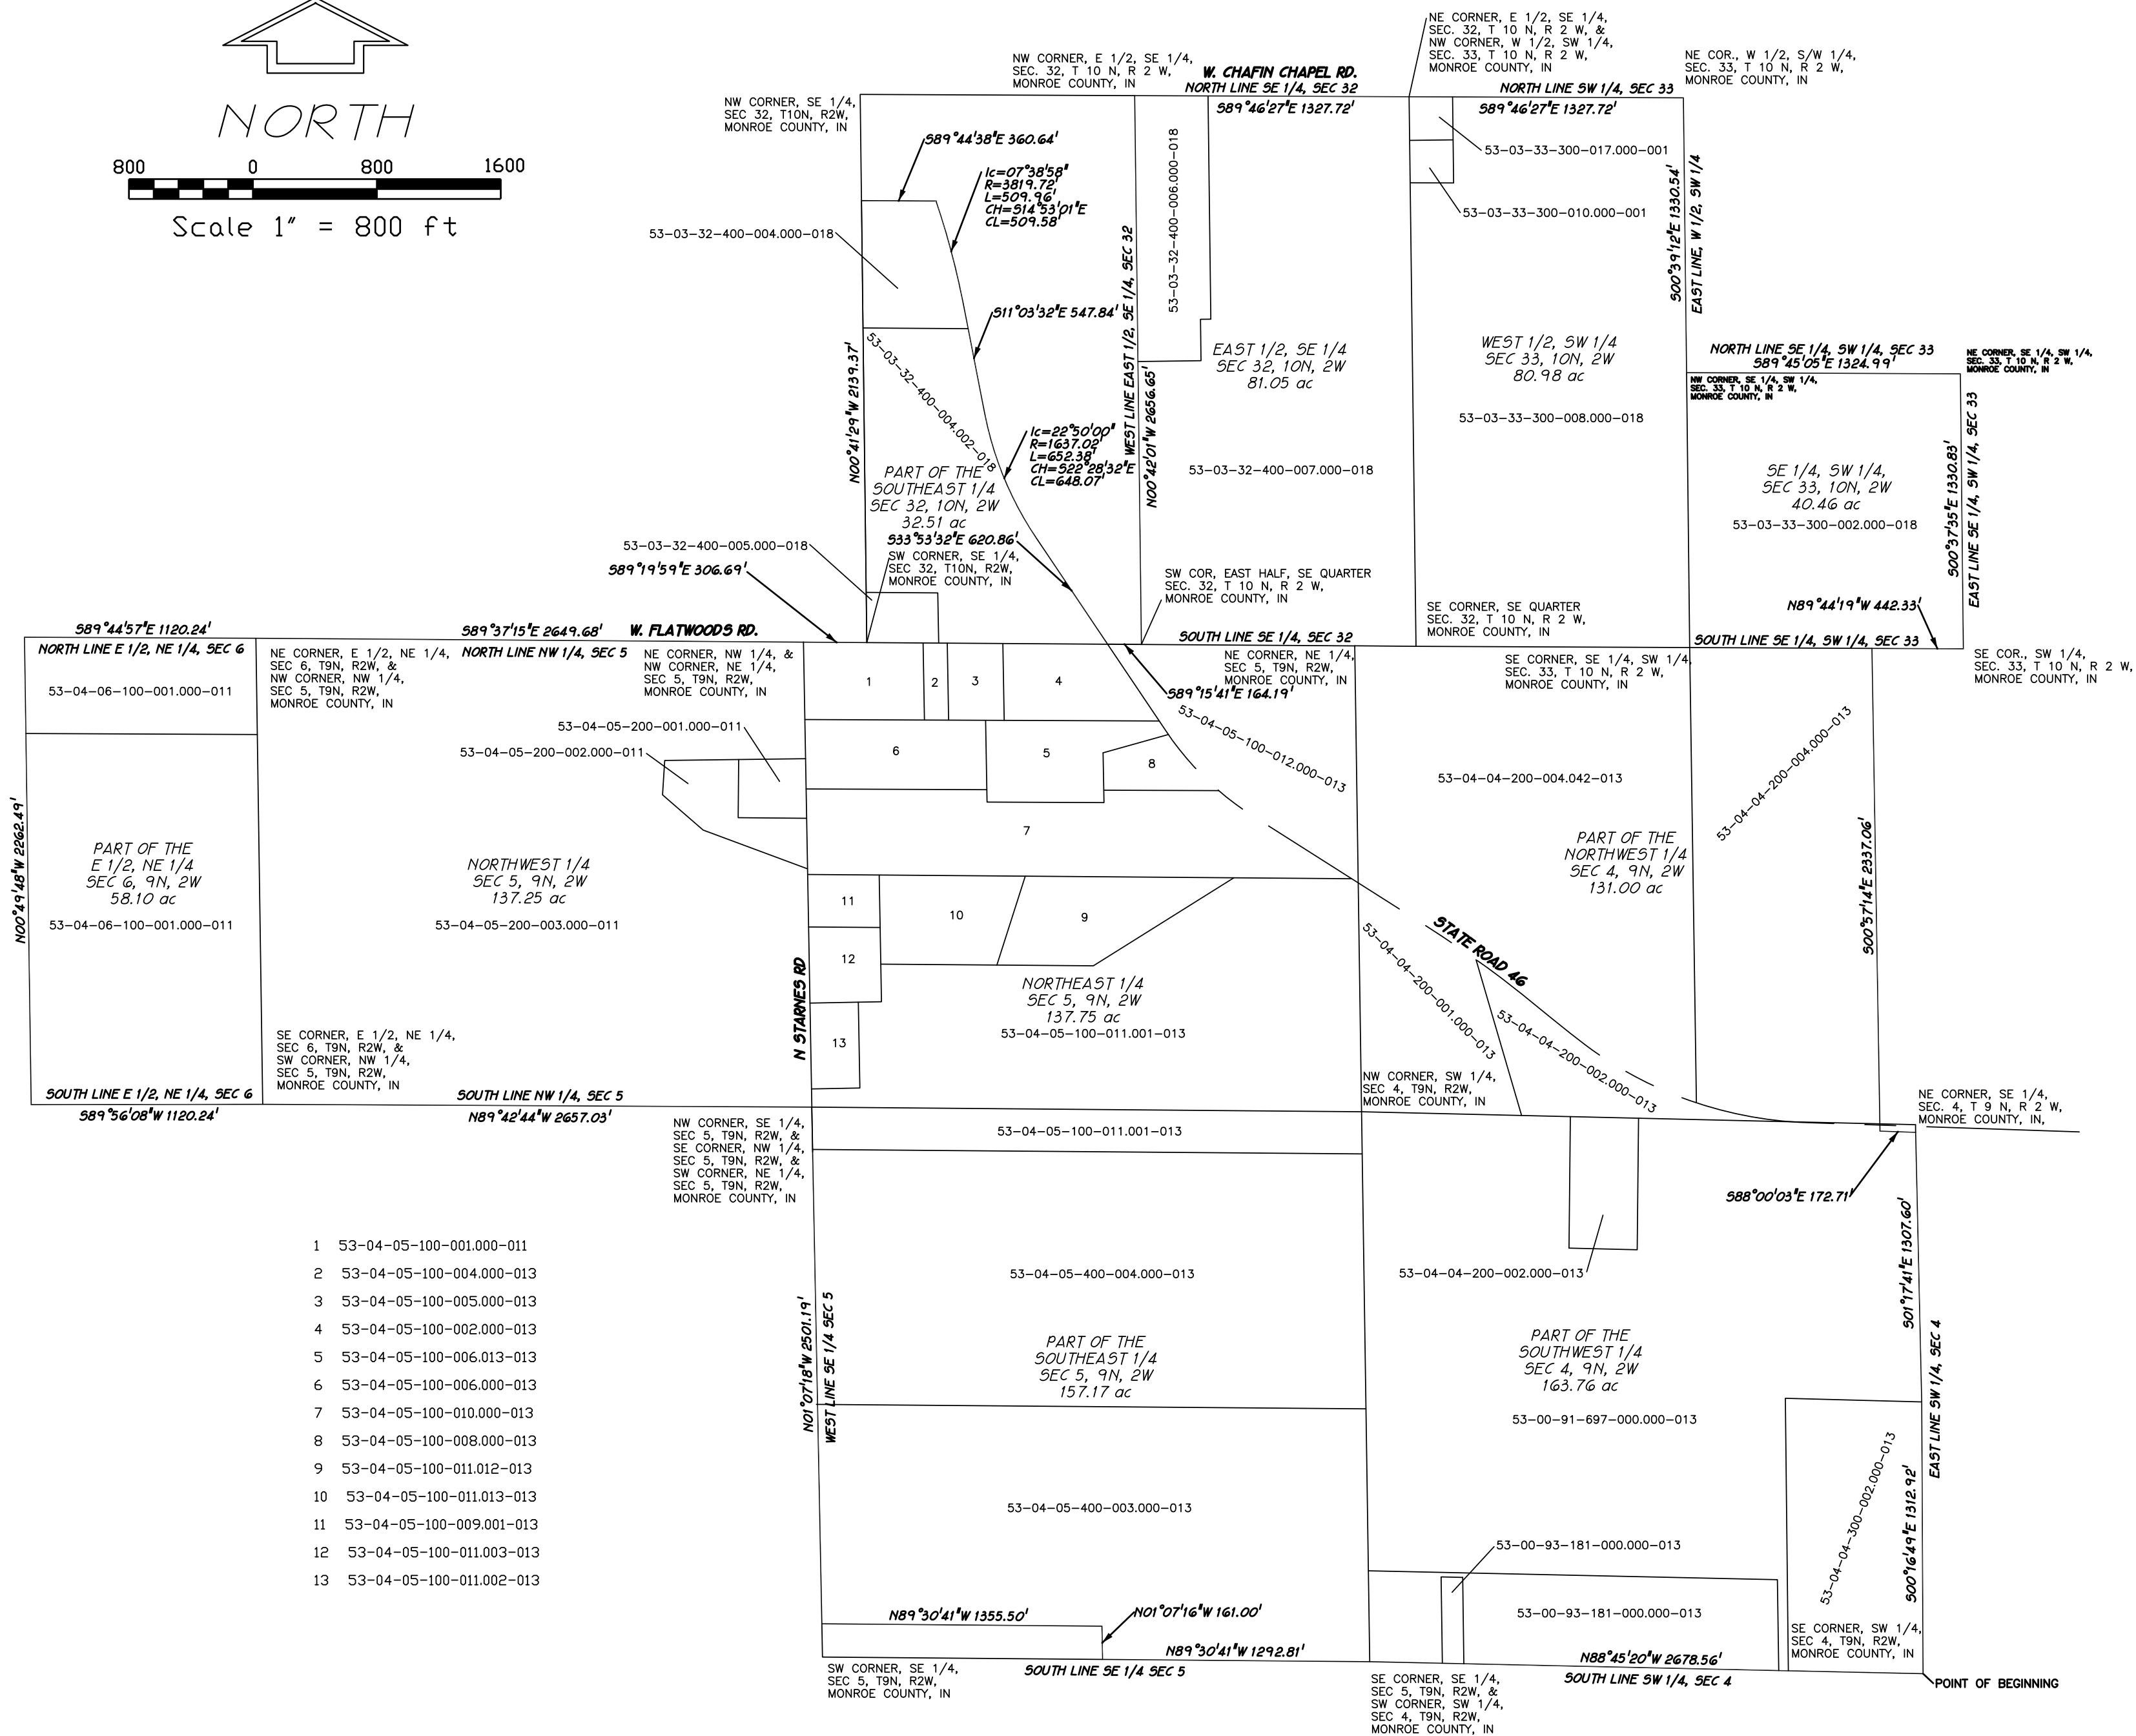 NORTH
800 0 800 1600
Scale 1" = 800 ft
NE CORNER, E 1/2, SE 1/4,
SEC. 32, T 10 N, R 2 W, &
NW CORNER, W 1/2, SW 1/4,
SEC. 33, T 10 N, R 2 W,
MONROE COUNTY, IN
NW CORNER, E 1/2, SE 1/4,
SEC. 32, T 10 N, R 2 W,
MONROE COUNTY, IN
W. CHAFIN CHAPEL RD.
NORTH LINE SE 1/4, SEC 32
S89°46'27"E 1327.72'
NORTH LINE SW 1/4, SEC 33
S89°46'27"E 1327.72'
NE COR., W 1/2, S/W 1/4,
SEC. 33, T 10 N, R 2 W,
MONROE COUNTY, IN
NW CORNER, SE 1/4,
SEC 32, T10N, R2W,
MONROE COUNTY, IN
S89°44'38"E 360.64'
Ic=07°38'58"
R=3819.72'
L=509.96'
CH=S14°53'01"E
CL=509.58'
53-03-32-400-004.000-018
S11°03'32"E 547.84'
53-03-32-400-004.002-018
N00°41'29"W 2139.37'
Ic=22°50'00"
R=1637.02'
L=652.38'
CH=S22°28'32"E
CL=648.07'
PART OF THE
SOUTHEAST 1/4
SEC 32, 10N, 2W
32.51 ac
S33°53'32"E 620.86'
SW CORNER, SE 1/4,
SEC 32, T10N, R2W,
MONROE COUNTY, IN
53-03-32-400-005.000-018
S89°19'59"E 306.69'
WEST LINE EAST 1/2, SE 1/4, SEC 32
N00°42'01"W 2656.65'
53-03-32-400-006.000-018
EAST 1/2, SE 1/4
SEC 32, 10N, 2W
81.05 ac
53-03-32-400-007.000-018
SW COR, EAST HALF, SE QUARTER
SEC. 32, T 10 N, R 2 W,
MONROE COUNTY, IN
53-03-33-300-017.000-001
53-03-33-300-010.000-001
WEST 1/2, SW 1/4
SEC 33, 10N, 2W
80.98 ac
53-03-33-300-008.000-018
SE CORNER, SE QUARTER
SEC. 32, T 10 N, R 2 W,
MONROE COUNTY, IN
S00°39'12"E 1330.54'
EAST LINE, W 1/2, SW 1/4
NORTH LINE SE 1/4, SW 1/4, SEC 33
S89°45'05"E 1324.99'
NE CORNER, SE 1/4, SW 1/4,
SEC. 33, T 10 N, R 2 W,
MONROE COUNTY, IN
NW CORNER, SE 1/4, SW 1/4,
SEC. 33, T 10 N, R 2 W,
MONROE COUNTY, IN
SE 1/4, SW 1/4,
SEC 33, 10N, 2W
40.46 ac
53-03-33-300-002.000-018
S00°37'35"E 1330.83'
EAST LINE SE 1/4, SW 1/4, SEC 33
N89°44'19"W 442.33'
SOUTH LINE SE 1/4, SEC 32
SOUTH LINE SE 1/4, SW 1/4, SEC 33
SE COR., SW 1/4,
SEC. 33, T 10 N, R 2 W,
MONROE COUNTY, IN
S89°44'57"E 1120.24'
NORTH LINE E 1/2, NE 1/4, SEC 6
53-04-06-100-001.000-011
NE CORNER, E 1/2, NE 1/4,
SEC 6, T9N, R2W, &
NW CORNER, NW 1/4,
SEC 5, T9N, R2W,
MONROE COUNTY, IN
S89°37'15"E 2649.68'
W. FLATWOODS RD.
NORTH LINE NW 1/4, SEC 5
NE CORNER, NW 1/4, &
NW CORNER, NE 1/4,
SEC 5, T9N, R2W,
MONROE COUNTY, IN
1
2
3
4
NE CORNER, NE 1/4,
SEC 5, T9N, R2W,
MONROE COUNTY, IN
S89°15'41"E 164.19'
SE CORNER, SE 1/4, SW 1/4,
SEC. 33, T 10 N, R 2 W,
MONROE COUNTY, IN
53-04-05-200-001.000-011
53-04-05-200-002.000-011
6
5
8
53-04-05-100-012.000-013
7
53-04-04-200-004.042-013
53-04-04-200-004.000-013
N00°49'48"W 2262.49'
PART OF THE
E 1/2, NE 1/4
SEC 6, 9N, 2W
58.10 ac
53-04-06-100-001.000-011
NORTHWEST 1/4
SEC 5, 9N, 2W
137.25 ac
53-04-05-200-003.000-011
PART OF THE
NORTHWEST 1/4
SEC 4, 9N, 2W
131.00 ac
S00°57'14"E 2337.06'
11
10
9
12
13
N STARNES RD
NORTHEAST 1/4
SEC 5, 9N, 2W
137.75 ac
53-04-05-100-011.001-013
STATE ROAD 46
53-04-04-200-001.000-013
53-04-04-200-002.000-013
NW CORNER, SW 1/4,
SEC 4, T9N, R2W,
MONROE COUNTY, IN
SE CORNER, E 1/2, NE 1/4,
SEC 6, T9N, R2W, &
SW CORNER, NW 1/4,
SEC 5, T9N, R2W,
MONROE COUNTY, IN
SOUTH LINE E 1/2, NE 1/4, SEC 6
S89°56'08"W 1120.24'
SOUTH LINE NW 1/4, SEC 5
N89°42'44"W 2657.03'
NE CORNER, SE 1/4,
SEC. 4, T 9 N, R 2 W,
MONROE COUNTY, IN,
NW CORNER, SE 1/4,
SEC 5, T9N, R2W, &
SE CORNER, NW 1/4,
SEC 5, T9N, R2W, &
SW CORNER, NE 1/4,
SEC 5, T9N, R2W,
MONROE COUNTY, IN
53-04-05-100-011.001-013
S88°00'03"E 172.71'
S01°17'41"E 1307.60'
53-04-05-400-004.000-013
53-04-04-200-002.000-013
1 53-04-05-100-001.000-011
2 53-04-05-100-004.000-013
3 53-04-05-100-005.000-013
4 53-04-05-100-002.000-013
5 53-04-05-100-006.013-013
6 53-04-05-100-006.000-013
7 53-04-05-100-010.000-013
8 53-04-05-100-008.000-013
9 53-04-05-100-011.012-013
10 53-04-05-100-011.013-013
11 53-04-05-100-009.001-013
12 53-04-05-100-011.003-013
13 53-04-05-100-011.002-013
N01°07'18"W 2501.19'
WEST LINE SE 1/4 SEC 5
PART OF THE
SOUTHEAST 1/4
SEC 5, 9N, 2W
157.17 ac
PART OF THE
SOUTHWEST 1/4
SEC 4, 9N, 2W
163.76 ac
53-00-91-697-000.000-013
EAST LINE SW 1/4, SEC 4
53-04-05-400-003.000-013
53-00-93-181-000.000-013
53-00-93-181-000.000-013
53-04-04-300-002.000-013
S00°16'49"E 1312.92'
N89°30'41"W 1355.50'
N01°07'16"W 161.00'
N89°30'41"W 1292.81'
SOUTH LINE SE 1/4 SEC 5
SW CORNER, SE 1/4,
SEC 5, T9N, R2W,
MONROE COUNTY, IN
SE CORNER, SE 1/4,
SEC 5, T9N, R2W, &
SW CORNER, SW 1/4,
SEC 4, T9N, R2W,
MONROE COUNTY, IN
N88°45'20"W 2678.56'
SOUTH LINE SW 1/4, SEC 4
SE CORNER, SW 1/4,
SEC 4, T9N, R2W,
MONROE COUNTY, IN
POINT OF BEGINNING